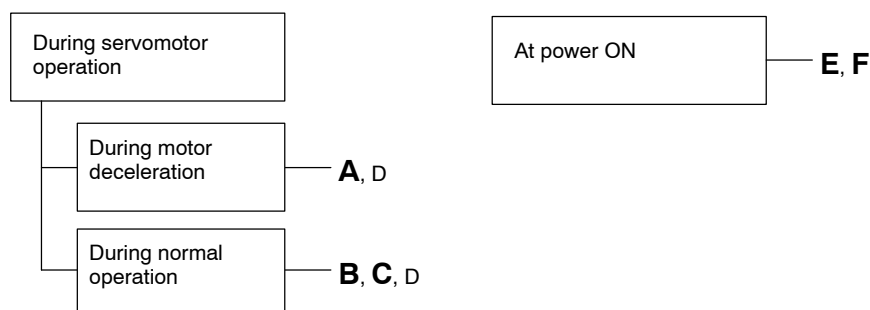 During servomotor
operation
At power ON
E, F
During motor
deceleration
A, D
During normal
operation
B, C, D